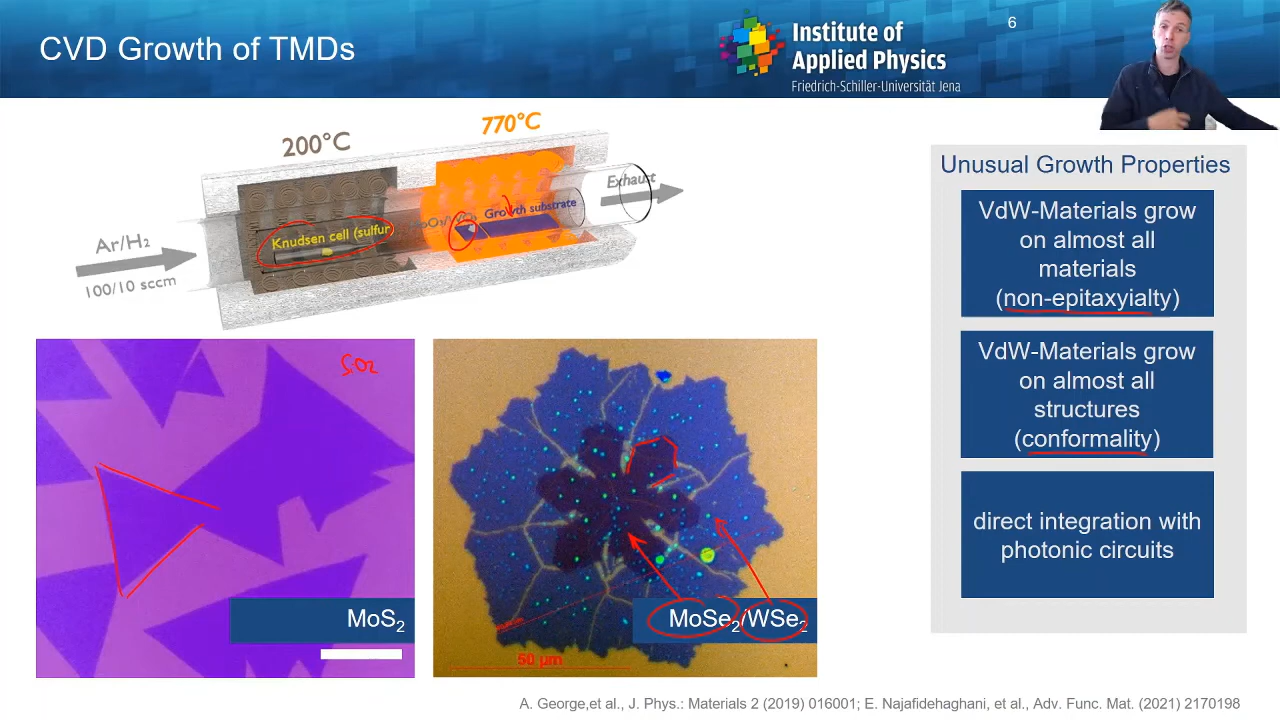 CVD Growth of TMDs
Institute of
Applied Physics
Friedrich-Schiller-Universität Jena
6
200°C
770°C
Ar/H2
100/10 sccm
Knudsen cell (sulfur
Growth substrate
Exhaust
SiO2
MoS2
MoSe2/WSe2
50 µm
Unusual Growth Properties
VdW-Materials grow
on almost all
materials
(non-epitaxyialty)
VdW-Materials grow
on almost all
structures
(conformality)
direct integration with
photonic circuits
A. George,et al., J. Phys.: Materials 2 (2019) 016001; E. Najafidehaghani, et al., Adv. Func. Mat. (2021) 2170198